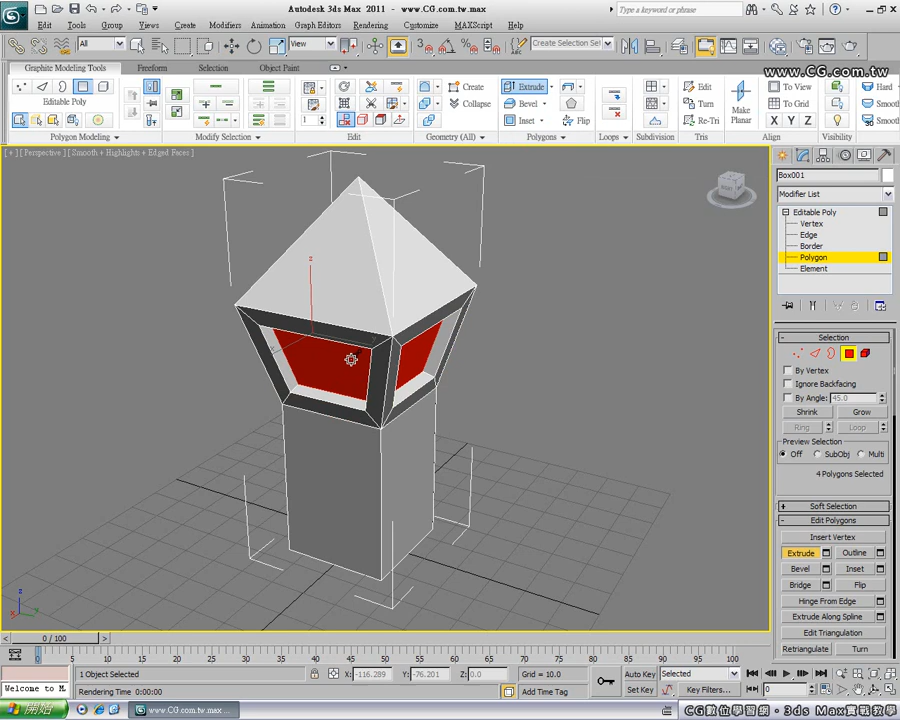 Autodesk 3ds Max 2011 - www.CG.com.tw.max
Type a keyword or phrase
Edit Tools Group Views Create Modifiers Animation Graph Editors Rendering Customize MAXScript Help
All
View
Create Selection Se
Graphite Modeling Tools Freeform Selection Object Paint
www.CG.com.tw
Editable Poly
1
Create
Collapse
Extrude
Bevel
Inset
Flip
Edit
Turn
Re-Tri
Make
Planar
To View
To Grid
X Y Z
Hard
Smooth
Smoo
Polygon Modeling Modify Selection Edit Geometry (All) Polygons Loops Subdivision Tris Align Visibility
[ + ] [ Perspective ] [ Smooth + Highlights + Edged Faces ]
z
Box001
Modifier List
Editable Poly
Vertex
Edge
Border
Polygon
Element
Selection
By Vertex
Ignore Backfacing
By Angle: 45.0
Shrink Grow
Ring Loop
Preview Selection
Off SubObj Multi
4 Polygons Selected
Soft Selection
Edit Polygons
Insert Vertex
Extrude Outline
Bevel Inset
Bridge Flip
Hinge From Edge
Extrude Along Spline
Edit Triangulation
Retriangulate Turn
z
x
y
0 / 100
0 5 10 15 20 25 30 35 40 45 50 55 60 65 70 75 80 85 90 95 100
1 Object Selected
X: -116.289 Y: -76.201 Z: 0.0
Grid = 10.0
Auto Key Selected
Welcome to M
Rendering Time 0:00:00
Add Time Tag
Set Key Key Filters...
0
開始
www.CG.com.tw.max ...
CG數位學習網・3ds Max實戰教學